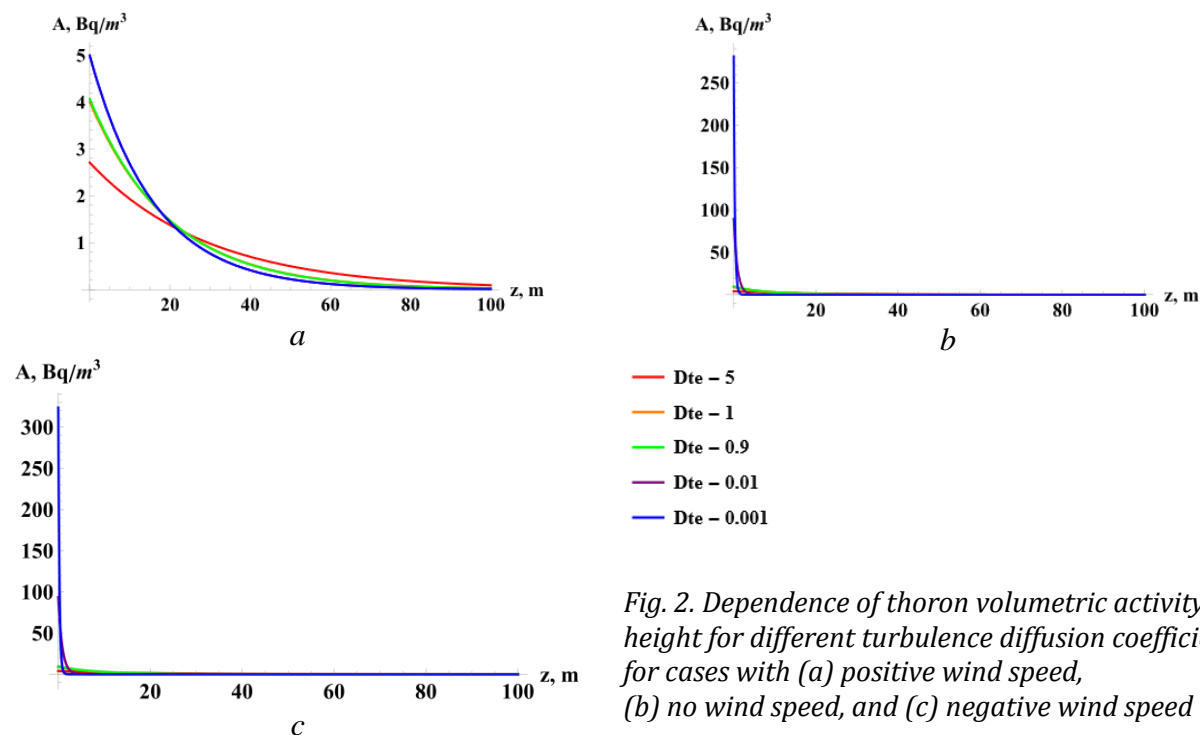 A, Bq/m³
5
4
3
2
1
20 40 60 80 100
z, m
a
A, Bq/m³
250
200
150
100
50
20 40 60 80 100
z, m
b
A, Bq/m³
300
250
200
150
100
50
20 40 60 80 100
z, m
c
Dte – 5
Dte – 1
Dte – 0.9
Dte – 0.01
Dte – 0.001
Fig. 2. Dependence of thoron volumetric activity
height for different turbulence diffusion
for cases with (a) positive wind speed,
(b) no wind speed, and (c) negative wind speed